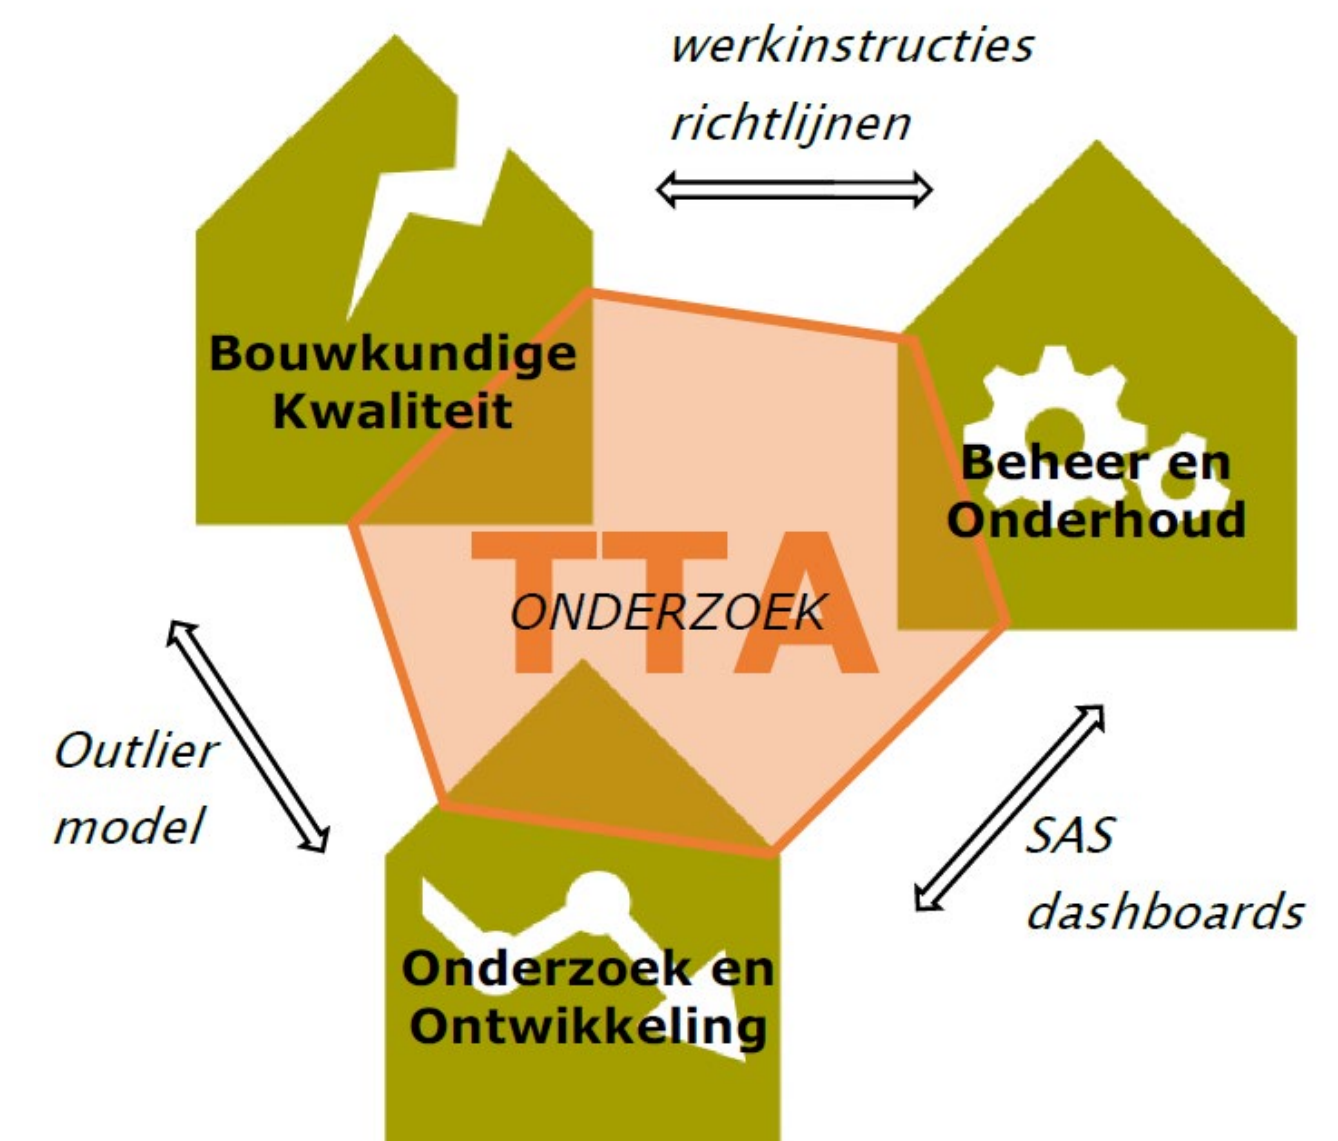 werkinstructies
richtlijnen
Bouwkundige
Kwaliteit
Beheer en
Onderhoud
TTA
ONDERZOEK
Outlier
model
SAS
dashboards
Onderzoek en
Ontwikkeling